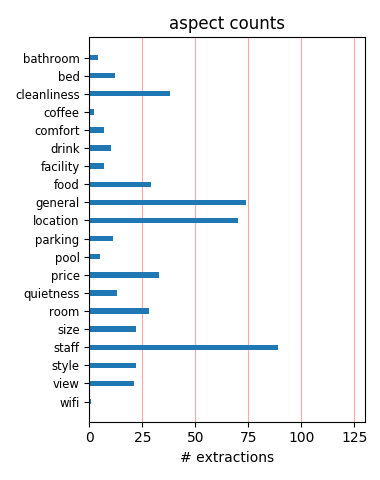 aspect counts
bathroom
bed
cleanliness
coffee
comfort
drink
facility
food
general
location
parking
pool
price
quietness
room
size
staff
style
view
wifi
0 25 50 75 100 125
# extractions